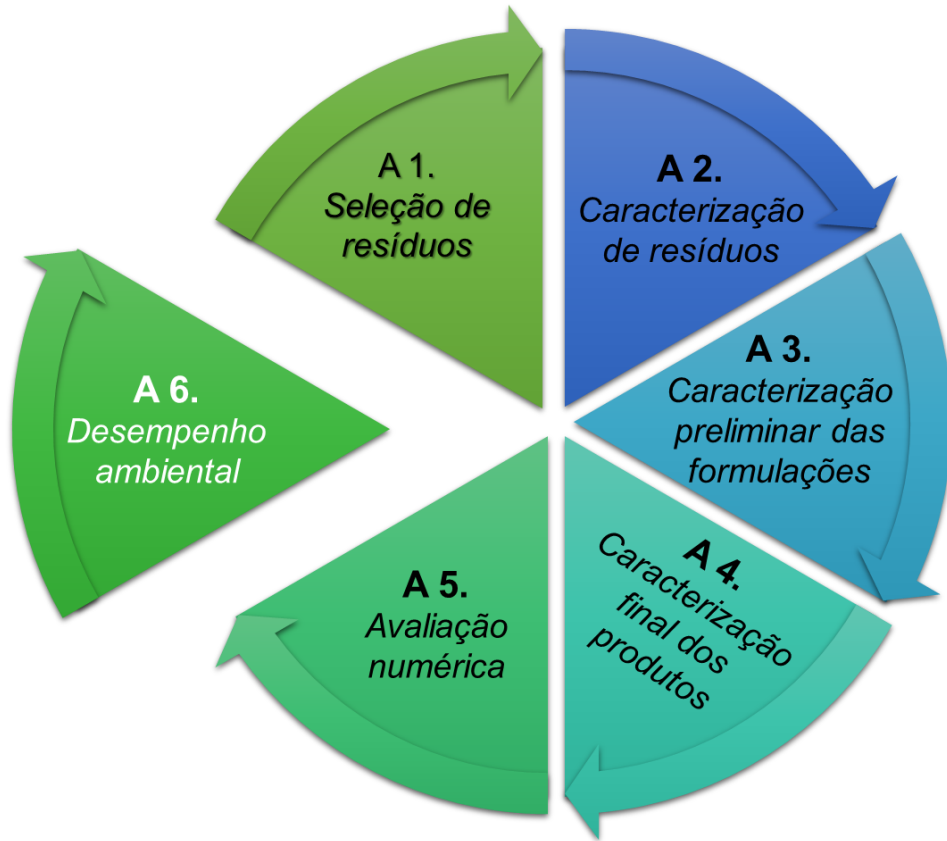 A 1.
Seleção de
resíduos
A 2.
Caracterização
de resíduos
A 3.
Caracterização
preliminar das
formulações
A 4.
Caracterização
final dos
produtos
A 5.
Avaliação
numérica
A 6.
Desempenho
ambiental